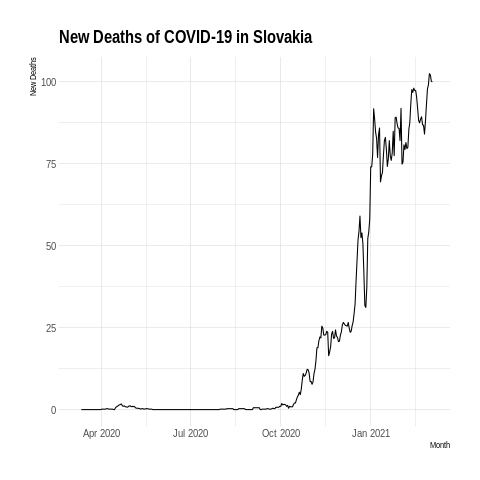 New Deaths of COVID-19 in Slovakia
New Deaths
100
75
50
25
0
Apr 2020 Jul 2020 Oct 2020 Jan 2021
Month